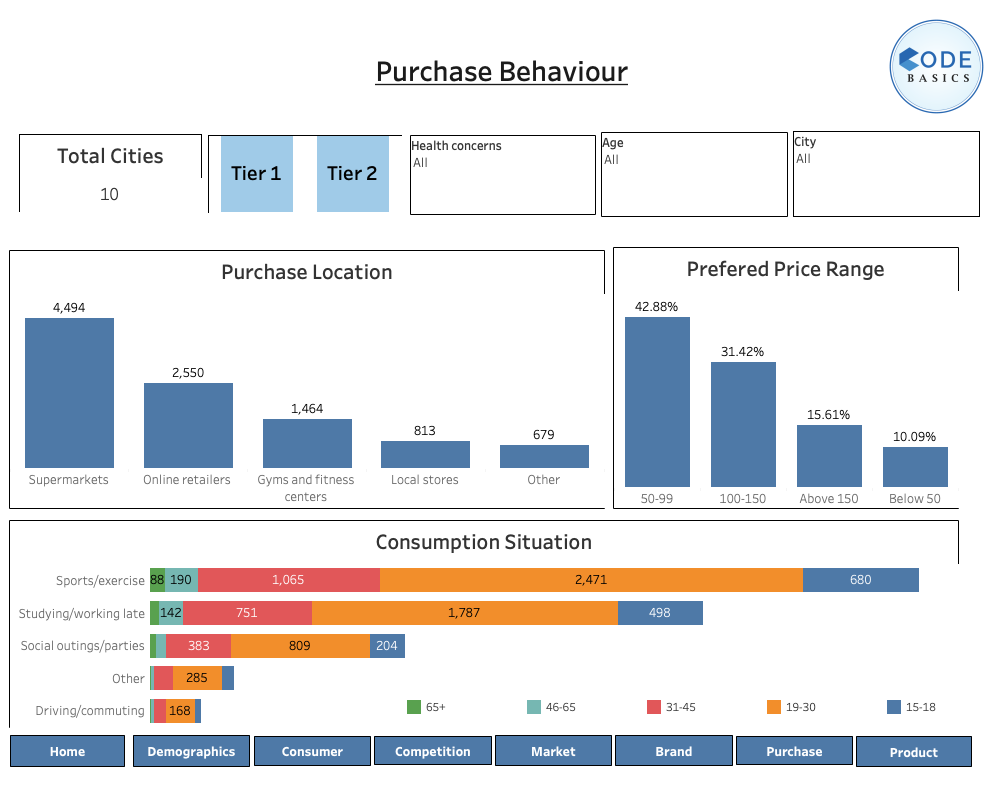 CODE
BASICS
Purchase Behaviour
Total Cities
10
Tier 1
Tier 2
Health concerns
All
Age
All
City
All
Purchase Location
4,494
2,550
1,464
813
679
Supermarkets
Online retailers
Gyms and fitness
centers
Local stores
Other
Prefered Price Range
42.88%
31.42%
15.61%
10.09%
50-99
100-150
Above 150
Below 50
Consumption Situation
Sports/exercise 88 190 1,065 2,471 680
Studying/working late 142 751 1,787 498
Social outings/parties 383 809 204
Other 285
Driving/commuting 168
65+ 46-65 31-45 19-30 15-18
Home Demographics Consumer Competition Market Brand Purchase Product